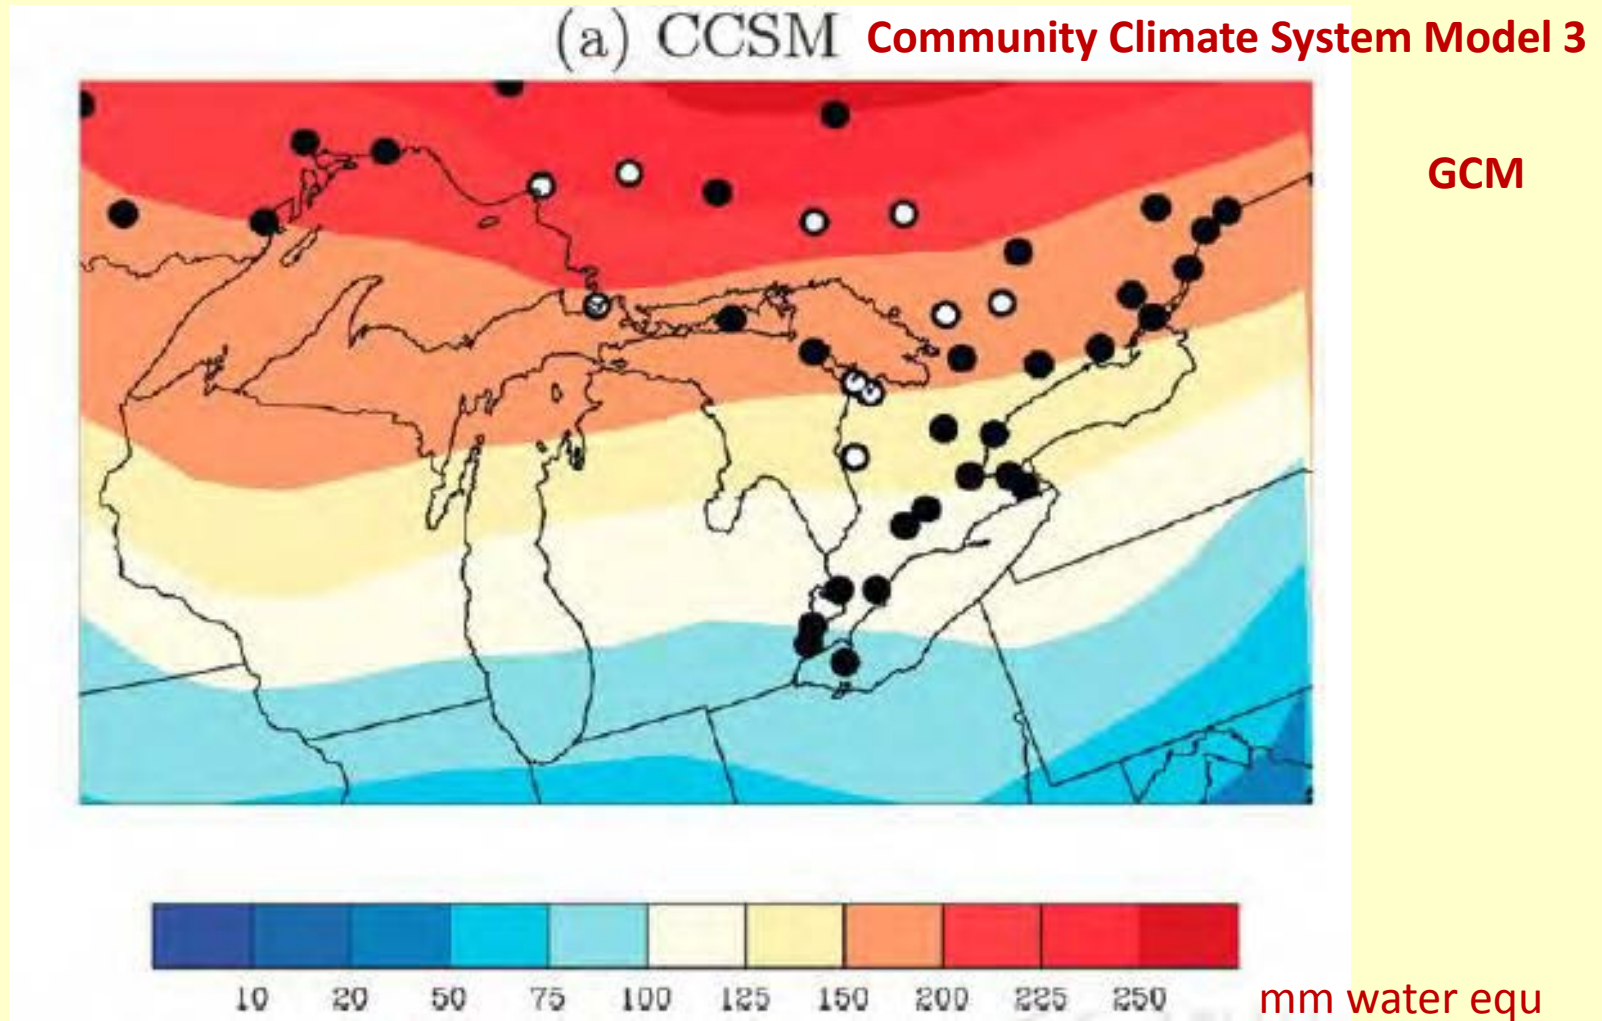 (a) CCSM Community Climate System Model 3
GCM
10 20 50 75 100 125 150 200 225 250
mm water equ